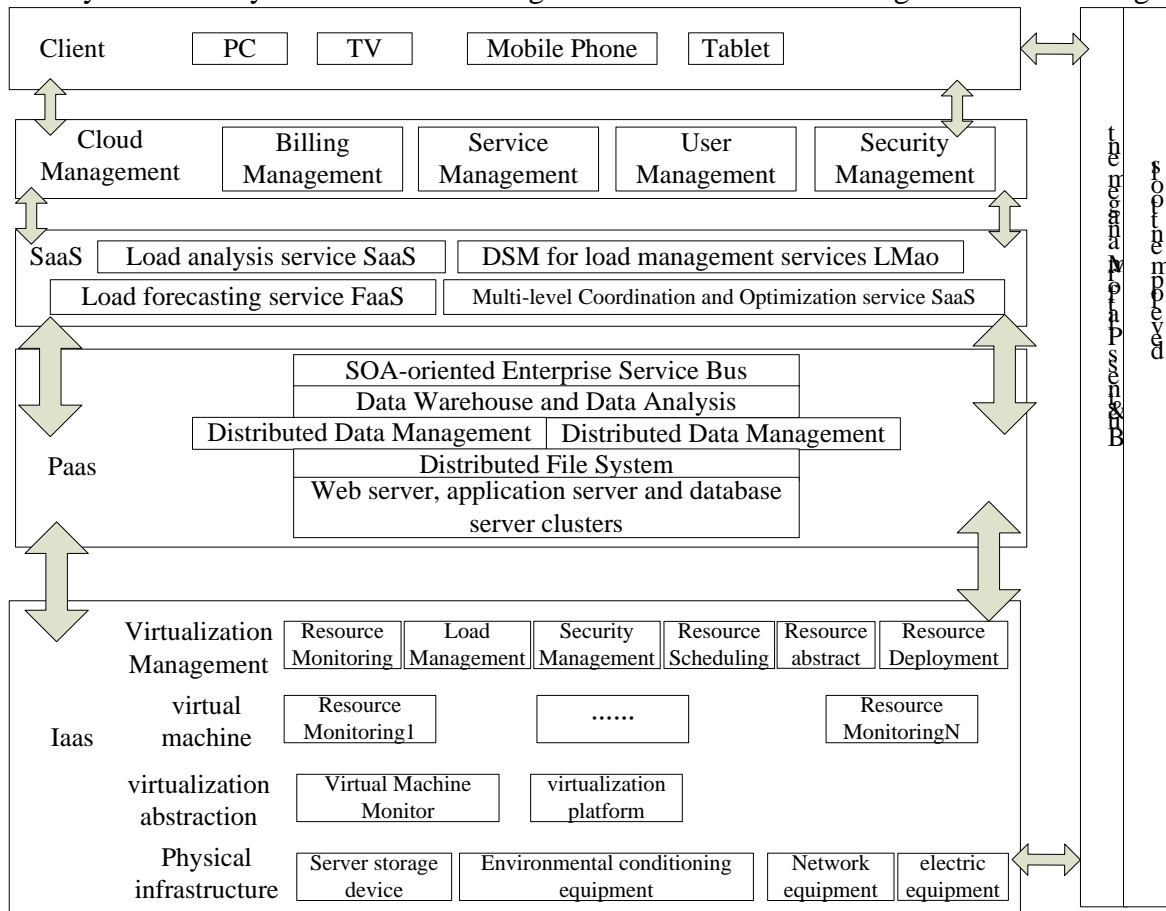 Client
PC
TV
Mobile Phone
Tablet
Cloud
Management
Billing
Management
Service
Management
User
Management
Security
Management
SaaS
Load analysis service SaaS
DSM for load management services LMao
Load forecasting service FaaS
Multi-level Coordination and Optimization service SaaS
Paas
SOA-oriented Enterprise Service Bus
Data Warehouse and Data Analysis
Distributed Data Management
Distributed Data Management
Distributed File System
Web server, application server and database
server clusters
Iaas
Virtualization
Management
Resource
Monitoring
Load
Management
Security
Management
Resource
Scheduling
Resource
abstract
Resource
Deployment
virtual
machine
Resource
Monitoring1
......
Resource
MonitoringN
virtualization
abstraction
Virtual Machine
Monitor
virtualization
platform
Physical
infrastructure
Server storage
device
Environmental conditioning
equipment
Network
equipment
electric
equipment
Business & Platform Management
development tools